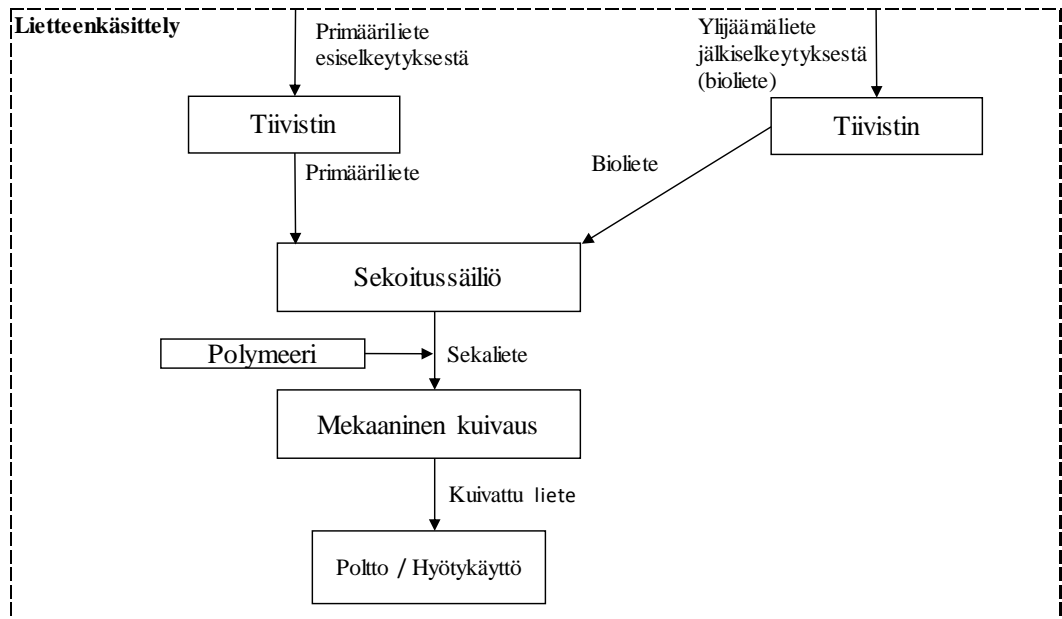 Lietteenkäsittely
Primääriliete
esiselkeytyksestä
Ylijäämäliete
jälkiselkeytyksestä
(bioliete)
Tiivistin
Tiivistin
Primääriliete
Bioliete
Sekoitussäiliö
Polymeeri
Sekaliete
Mekaaninen kuivaus
Kuivattu liete
Poltto / Hyötykäyttö